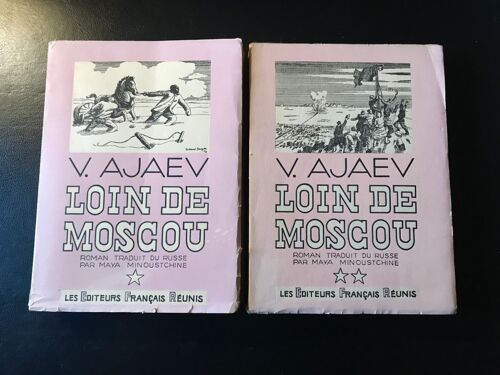 V. AJAEV
LOIN DE
MOSCOU
ROMAN TRADUIT DU RUSSE
PAR MAYA MINOUSTCHINE
LES EDITEURS FRANÇAIS RÉUNIS
V. AJAEV
LOIN DE
MOSCOU
ROMAN TRADUIT DU RUSSE
PAR MAYA MINOUSTCHINE
LES EDITEURS FRANÇAIS RÉUNIS